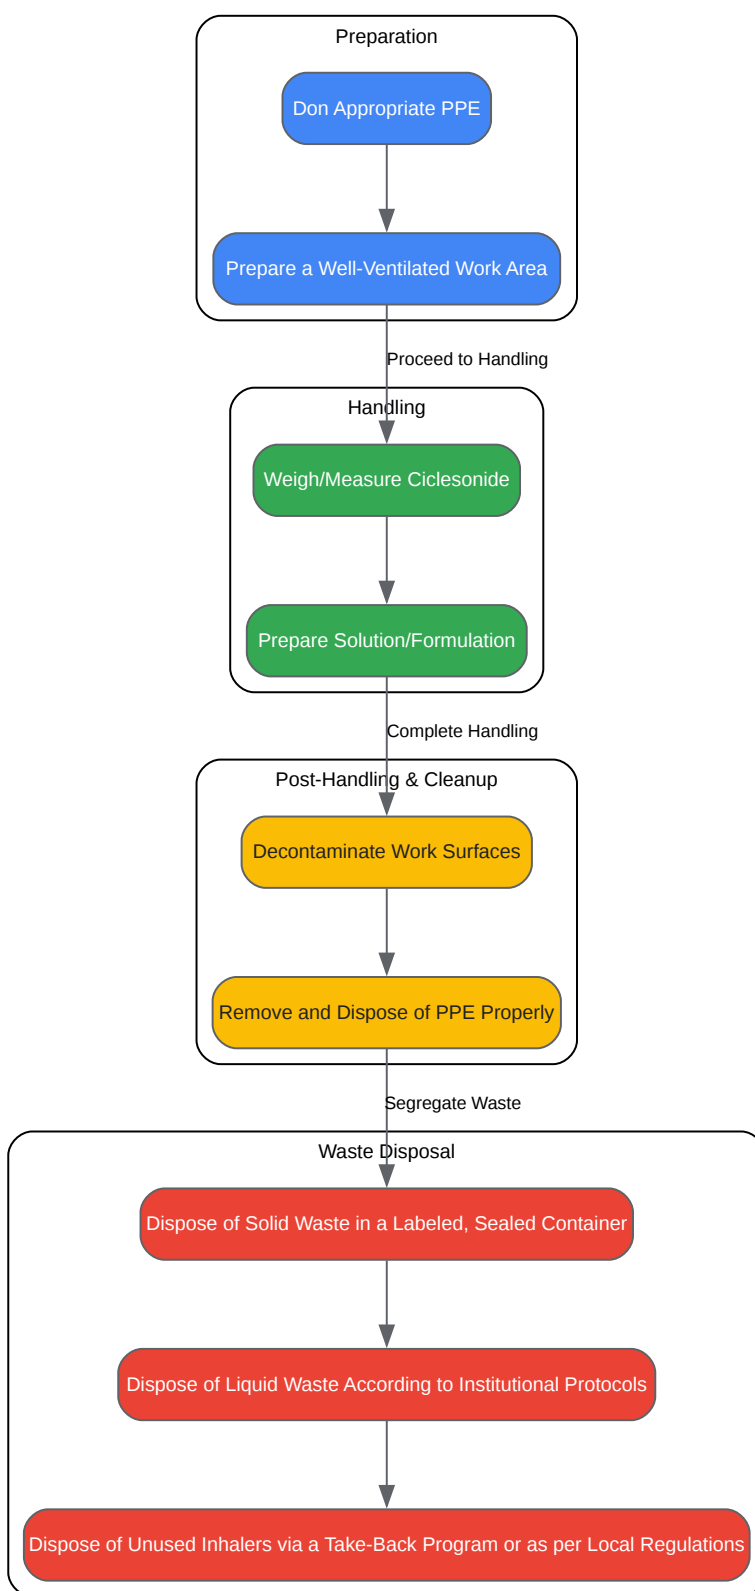 Preparation
Don Appropriate PPE
Prepare a Well-Ventilated Work Area
Proceed to Handling
Handling
Weigh/Measure Ciclesonide
Prepare Solution/Formulation
Complete Handling
Post-Handling & Cleanup
Decontaminate Work Surfaces
Remove and Dispose of PPE Properly
Segregate Waste
Waste Disposal
Dispose of Solid Waste in a Labeled, Sealed Container
Dispose of Liquid Waste According to Institutional Protocols
Dispose of Unused Inhalers via a Take-Back Program or as per Local Regulations